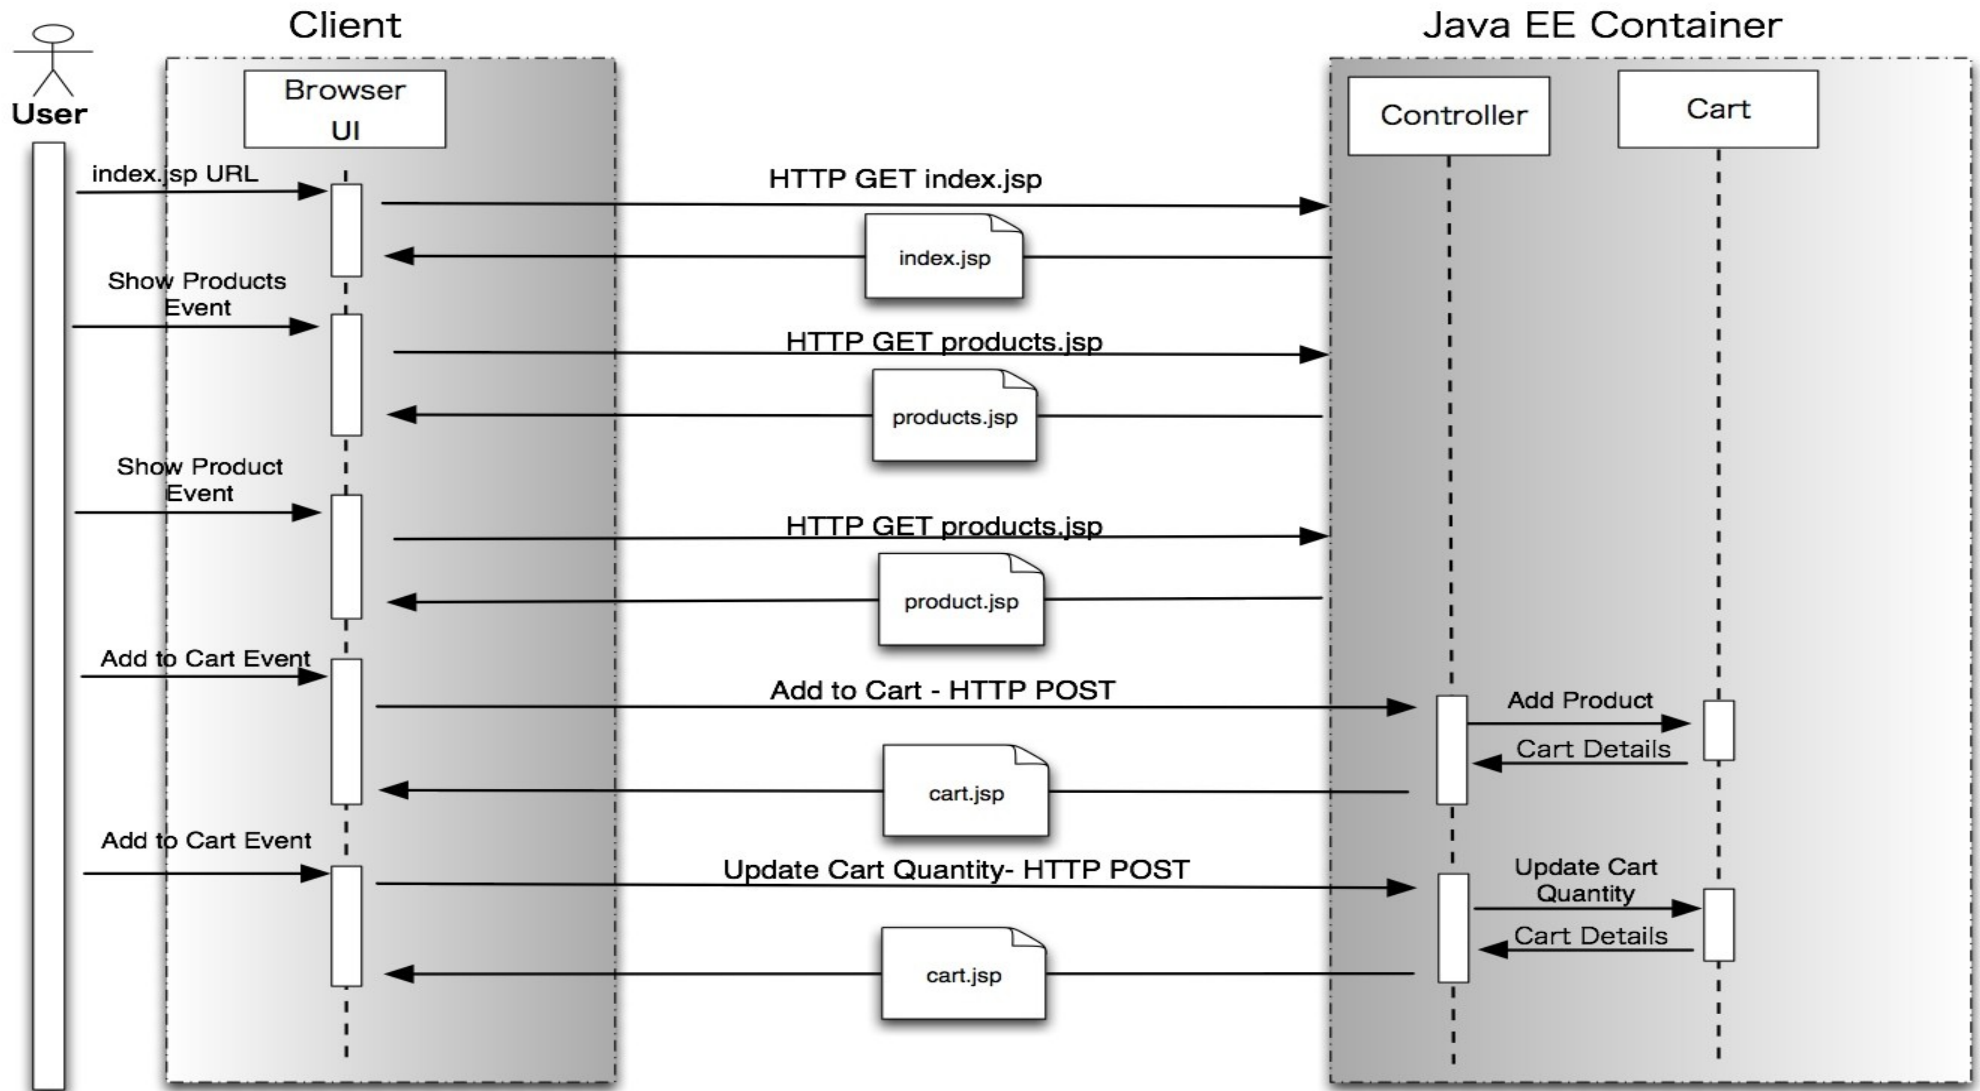 Client
Java EE Container
User
Browser
UI
Controller
Cart
index.jsp URL
HTTP GET index.jsp
index.jsp
Show Products
Event
HTTP GET products.jsp
products.jsp
Show Product
Event
HTTP GET products.jsp
product.jsp
Add to Cart Event
Add to Cart - HTTP POST
Add Product
Cart Details
cart.jsp
Add to Cart Event
Update Cart Quantity- HTTP POST
Update Cart
Quantity
Cart Details
cart.jsp